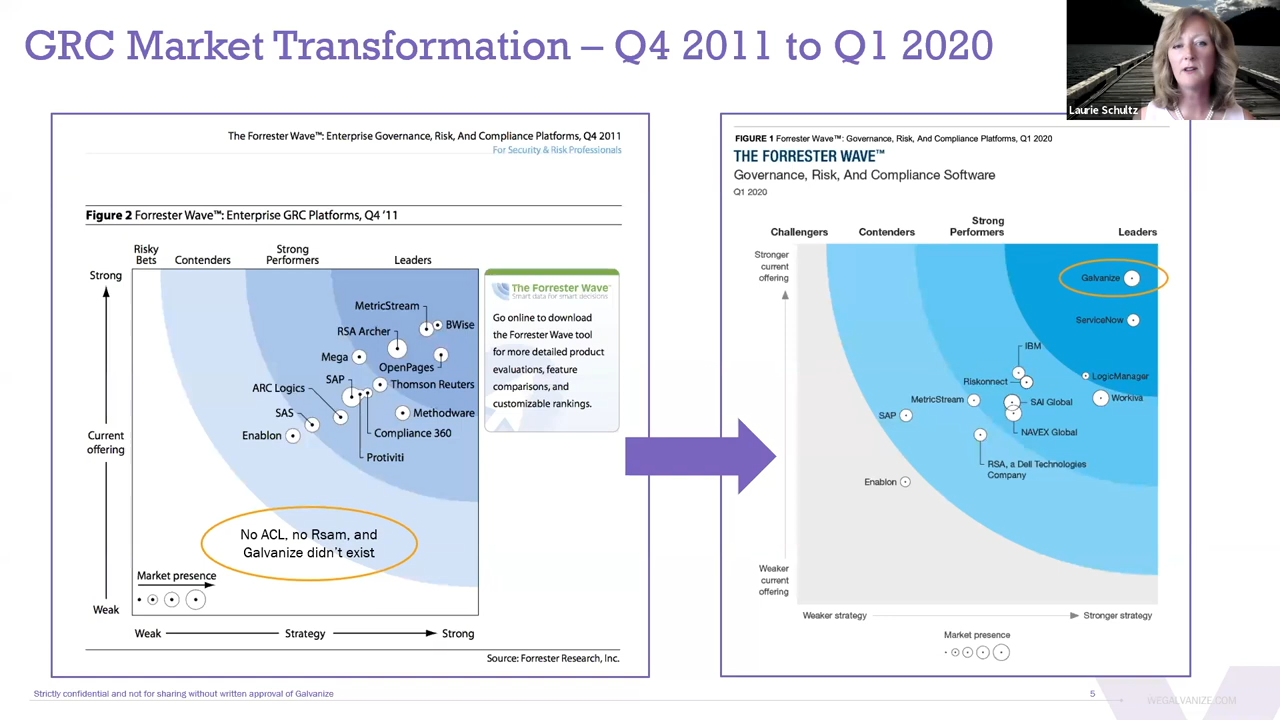 GRC Market Transformation – Q4 2011 to Q1 2020
Laurie Schultz
The Forrester Wave™: Enterprise Governance, Risk, And Compliance Platforms, Q4 2011
For Security & Risk Professionals
Figure 2 Forrester Wave™: Enterprise GRC Platforms, Q4 '11
Risky
Bets
Contenders
Strong
Performers
Leaders
Strong
Current
offering
Weak
MetricStream
BWise
RSA Archer
Mega
OpenPages
SAP
Thomson Reuters
ARC Logics
SAS
Methodware
Enablon
Compliance 360
Protiviti
No ACL, no Rsam, and
Galvanize didn't exist
Market presence
Weak
Strategy
Strong
The Forrester Wave™
Smart data for smart decisions
Go online to download
the Forrester Wave tool
for more detailed product
evaluations, feature
comparisons, and
customizable rankings.
Source: Forrester Research, Inc.
FIGURE 1 Forrester Wave™: Governance, Risk, And Compliance Platforms, Q1 2020
THE FORRESTER WAVE™
Governance, Risk, And Compliance Software
Q1 2020
Challengers
Contenders
Strong
Performers
Leaders
Stronger
current
offering
Galvanize
ServiceNow
IBM
Riskonnect
LogicManager
MetricStream
SAI Global
Workiva
SAP
NAVEX Global
RSA, a Dell Technologies
Company
Enablon
Weaker
current
offering
Weaker strategy
Stronger strategy
Market presence
Strictly confidential and not for sharing without written approval of Galvanize
5
WEGALVANIZE.COM